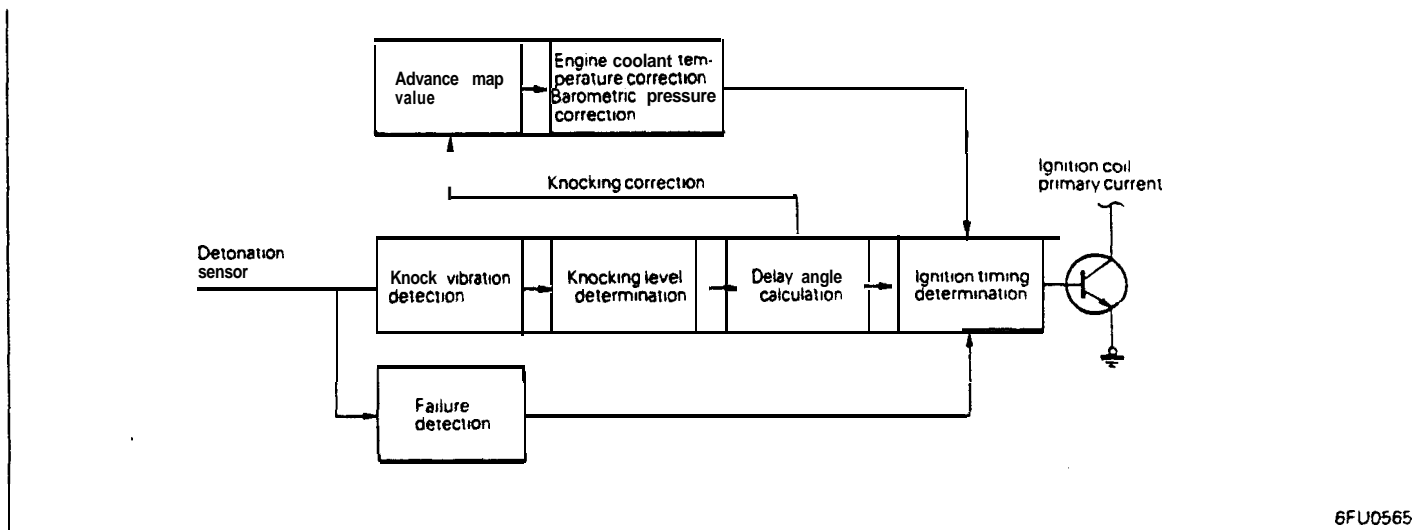 Advance map
value
Engine coolant tem-
perature correction
Barometric pressure
correction
Knocking correction
Ignition coil
primary current
Detonation
sensor
Knock vibration
detection
Knocking level
determination
Delay angle
calculation
Ignition timing
determination
Failure
detection
6FU0565